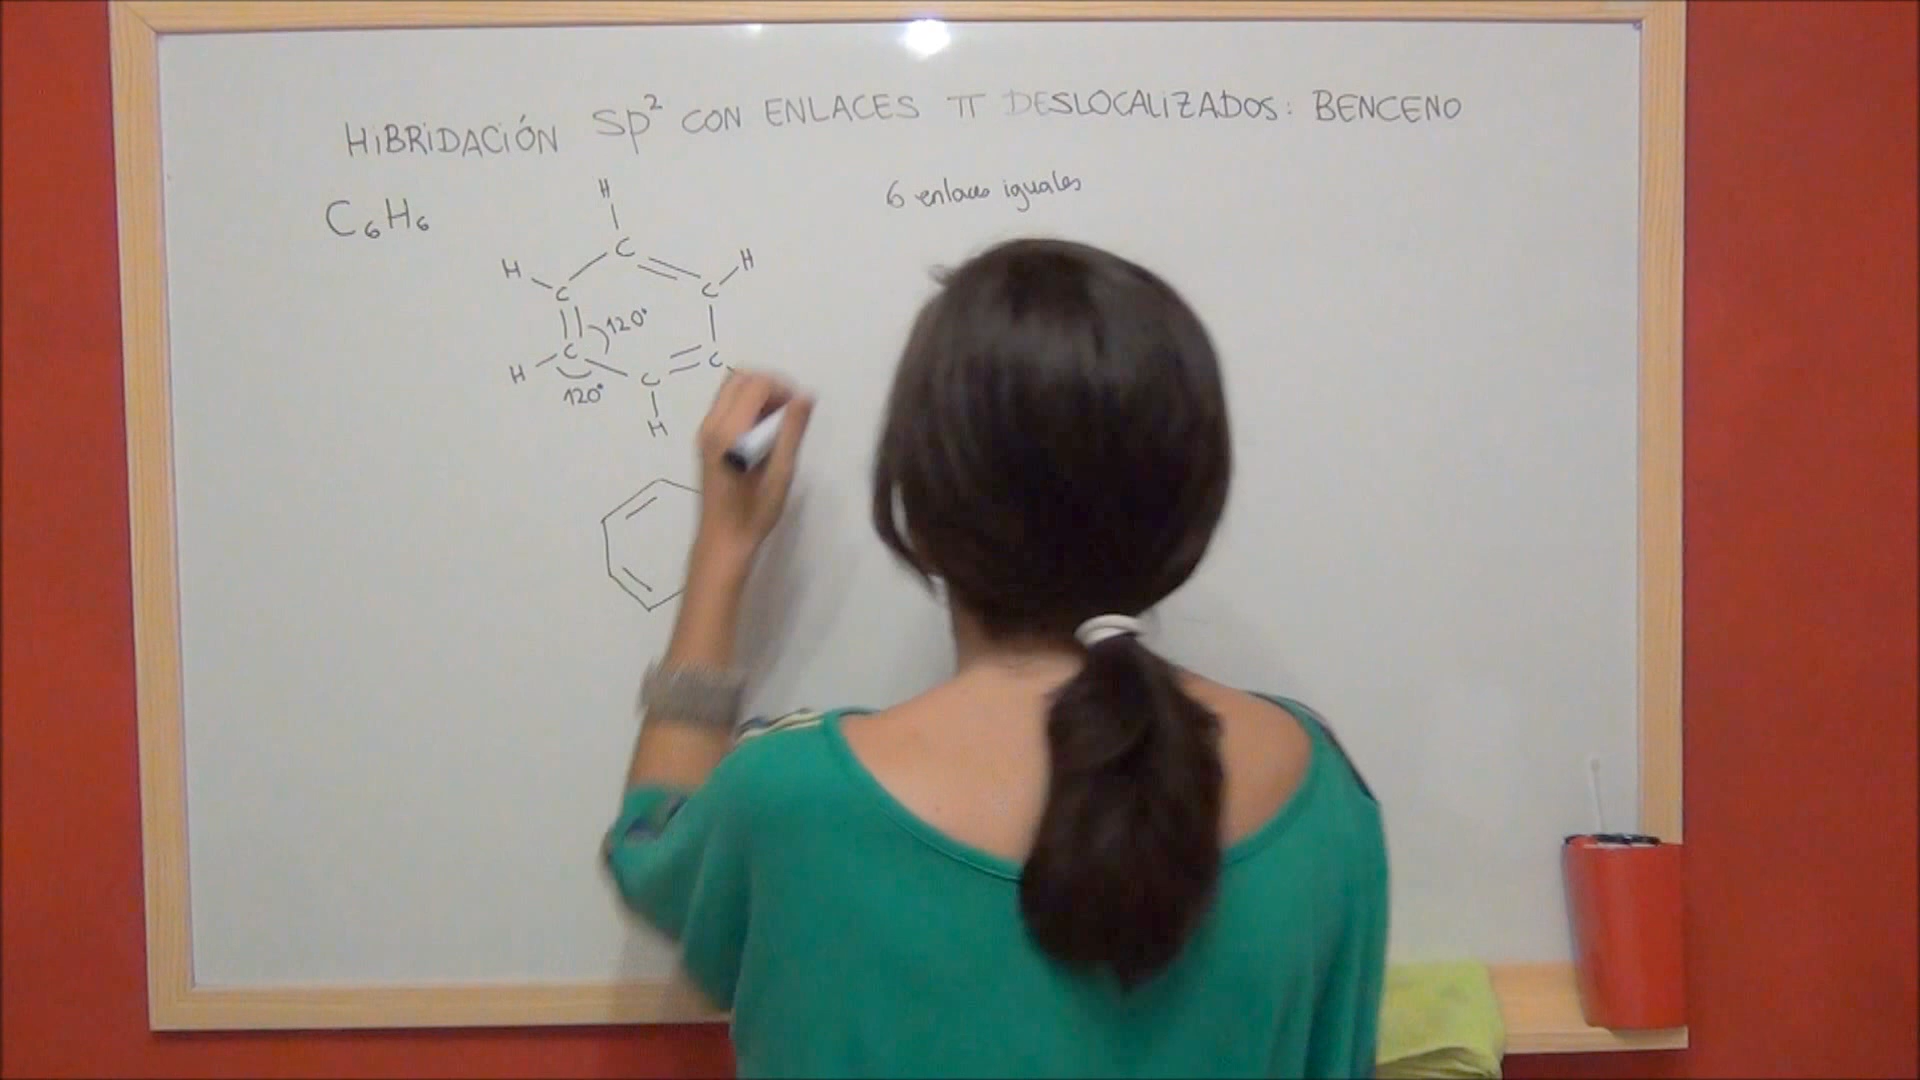 HiBRiDACiÓN SP² CON ENLACES π DESLOCALiZADOS: BENCENO
C₆H₆
6 enlaces iguales
H
C
H
H
C
C
120°
C
C
H
C
120°
H